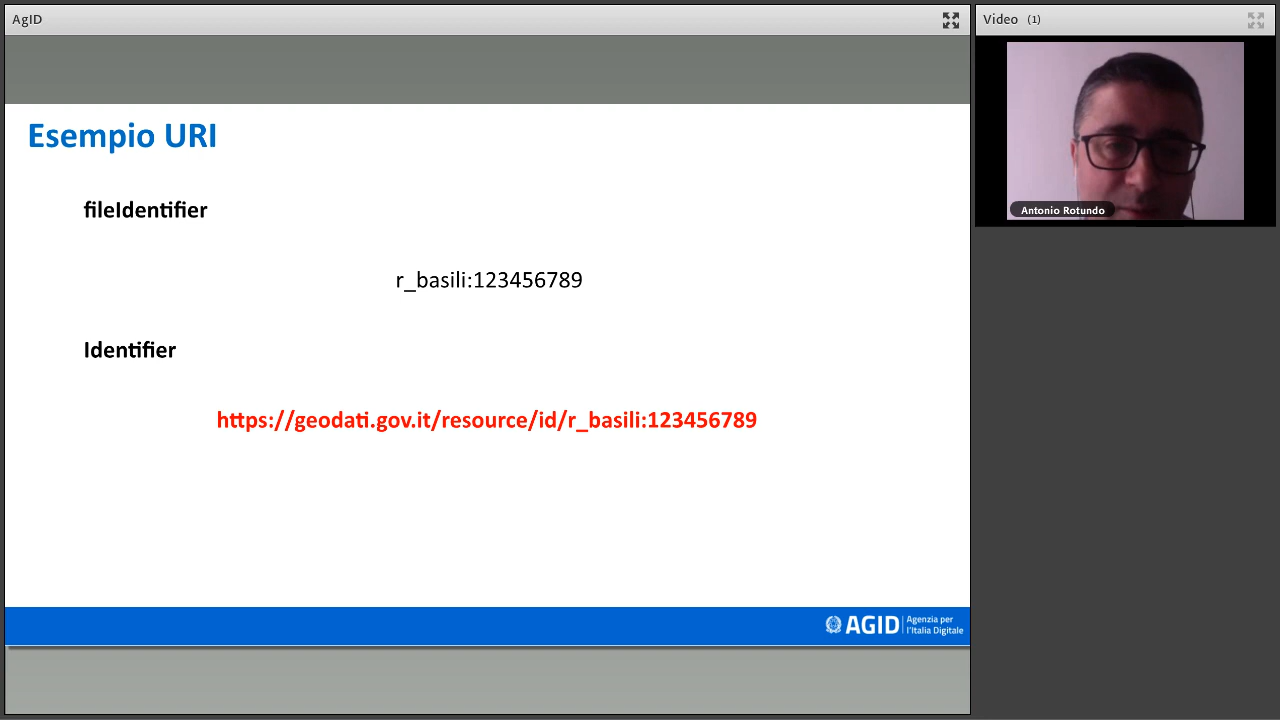 AgID
Video (1)
Esempio URI
fileIdentifier
r_basili:123456789
Identifier
https://geodati.gov.it/resource/id/r_basili:123456789
Antonio Rotundo
AGID
Agenzia per
l'Italia Digitale